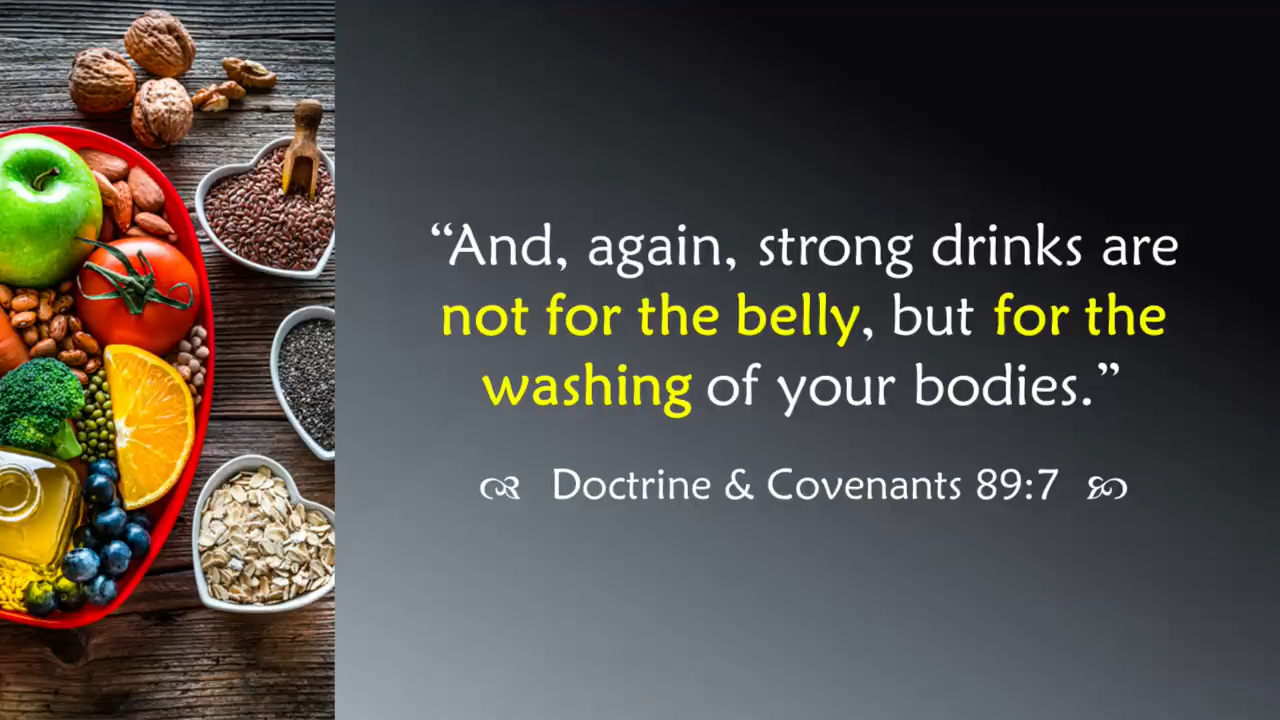 “And, again, strong drinks are
not for the belly, but for the
washing of your bodies.”
Doctrine & Covenants 89:7